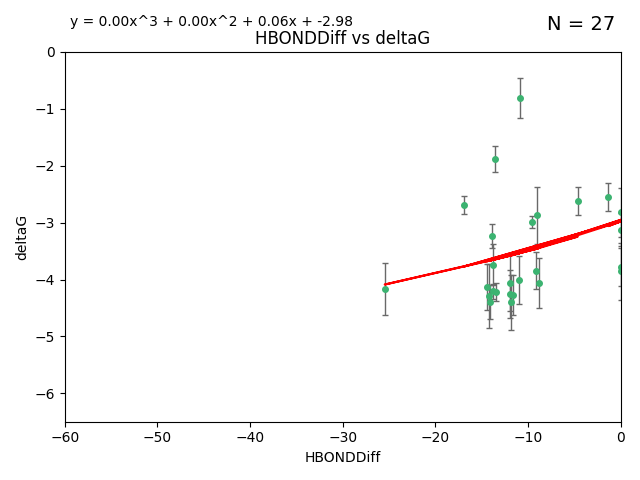 y = 0.00x^3 + 0.00x^2 + 0.06x + -2.98
N = 27
HBONDDiff vs deltaG
0
−1
−2
−3
−4
−5
−6
deltaG
−60 −50 −40 −30 −20 −10 0
HBONDDiff